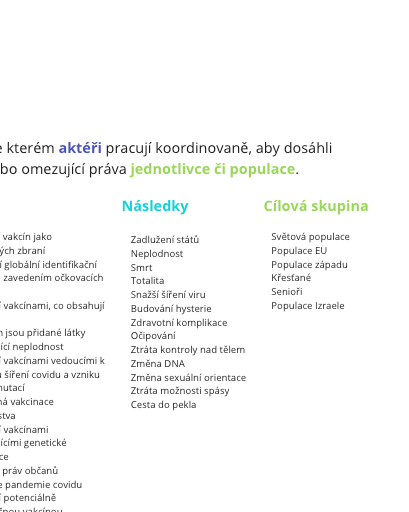 e kterém aktéři pracují koordinovaně, aby dosáhli
bo omezující práva jednotlivce či populace.
Následky
Cílová skupina
í vakcín jako
ých zbraní
í globální identifikační
zavedením očkovacích
í vakcínami, co obsahují
n jsou přidané látky
ící neplodnost
í vakcínami vedoucími k
u šíření covidu a vzniku
mutací
ná vakcinace
stva
í vakcínami
ícími genetické
ce
práv občanů
e pandemie covidu
í potenciálně
Zadlužení států
Neplodnost
Smrt
Totalita
Snažší šíření viru
Budování hysterie
Zdravotní komplikace
Očipování
Ztráta kontroly nad tělem
Změna DNA
Změna sexuální orientace
Ztráta možnosti spásy
Cesta do pekla
Světová populace
Populace EU
Populace západu
Křesťané
Senioři
Populace Izraele